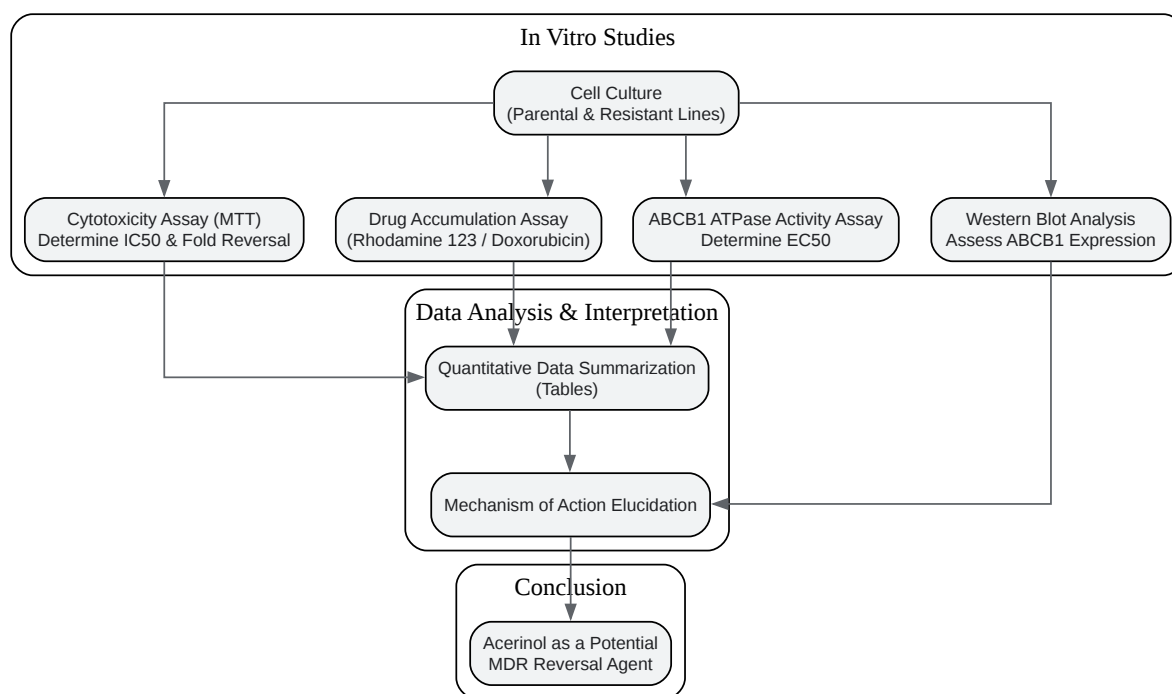 In Vitro Studies
Cell Culture
(Parental & Resistant Lines)
Cytotoxicity Assay (MTT)
Determine IC50 & Fold Reversal
Drug Accumulation Assay
(Rhodamine 123 / Doxorubicin)
ABCB1 ATPase Activity Assay
Determine EC50
Western Blot Analysis
Assess ABCB1 Expression
Data Analysis & Interpretation
Quantitative Data Summarization
(Tables)
Mechanism of Action Elucidation
Conclusion
Acerinol as a Potential
MDR Reversal Agent